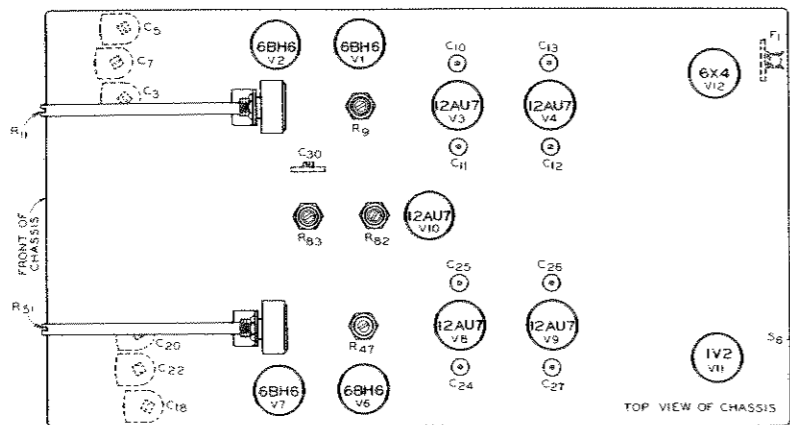 C5
C7
C3
6BH6
V2
6BH6
V1
C10
C13
F1
6X4
V12
R11
R9
12AU7
V3
12AU7
V4
C11
C12
C30
FRONT OF
CHASSIS
R83
R82
12AU7
V10
C25
C26
R51
R47
12AU7
V8
12AU7
V9
S6
1V2
V11
C20
C22
C18
6BH6
V7
6BH6
V6
C24
C27
TOP VIEW OF CHASSIS